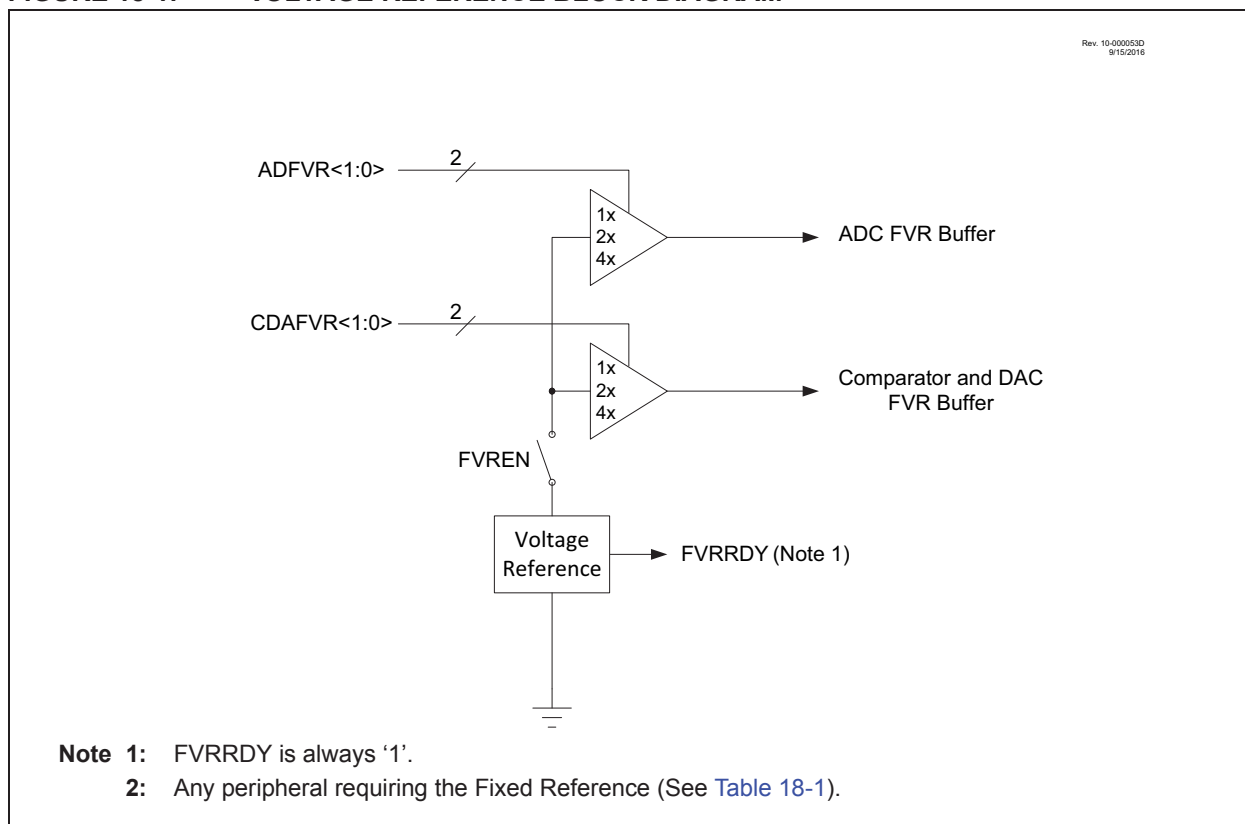 Rev. 10-000053D
9/15/2016
ADFVR<1:0>
2
1x
2x
4x
ADC FVR Buffer
CDAFVR<1:0>
2
1x
2x
4x
Comparator and DAC
FVR Buffer
FVREN
Voltage
Reference
FVRRDY (Note 1)
Note 1: FVRRDY is always ‘1’.
2: Any peripheral requiring the Fixed Reference (See Table 18-1).